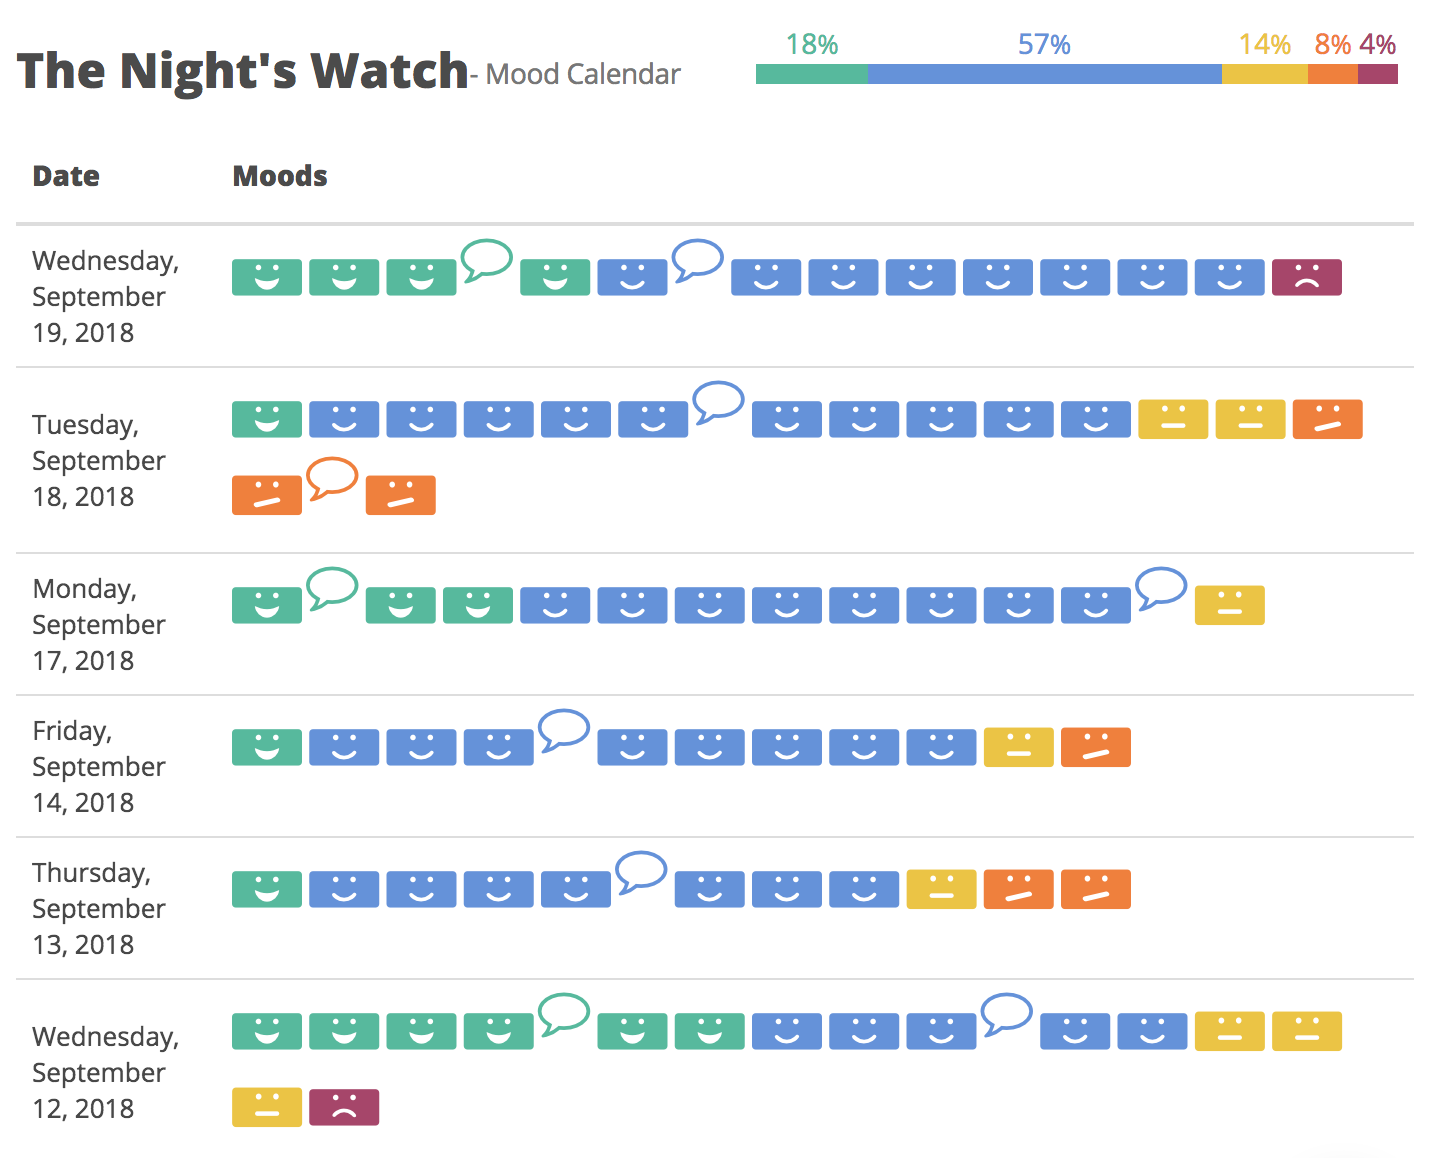 The Night's Watch - Mood Calendar
18% 57% 14% 8% 4%
Date Moods
Wednesday,
September
19, 2018
Tuesday,
September
18, 2018
Monday,
September
17, 2018
Friday,
September
14, 2018
Thursday,
September
13, 2018
Wednesday,
September
12, 2018